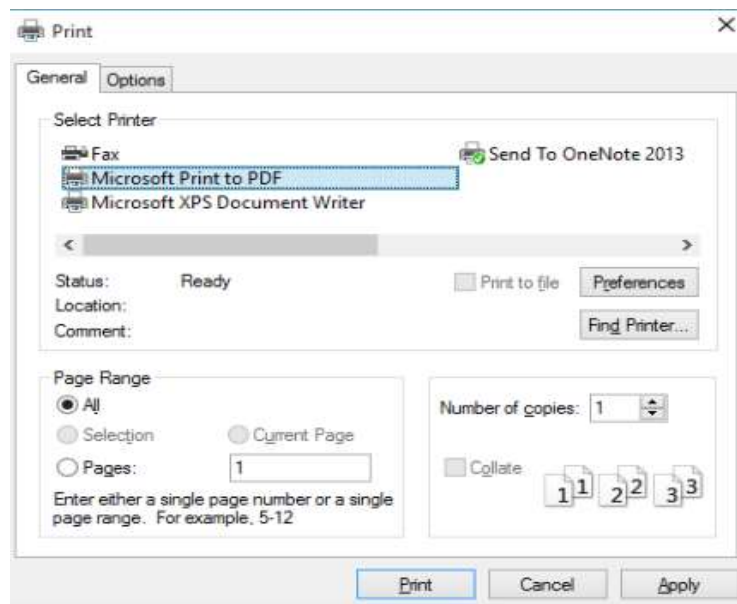 Print
General Options
Select Printer
Fax
Send To OneNote 2013
Microsoft Print to PDF
Microsoft XPS Document Writer
Status: Ready
Print to file
Preferences
Location:
Comment:
Find Printer...
Page Range
All
Selection
Current Page
Pages: 1
Enter either a single page number or a single
page range. For example, 5-12
Number of copies: 1
Collate
1 1 2 2 3 3
Print Cancel Apply